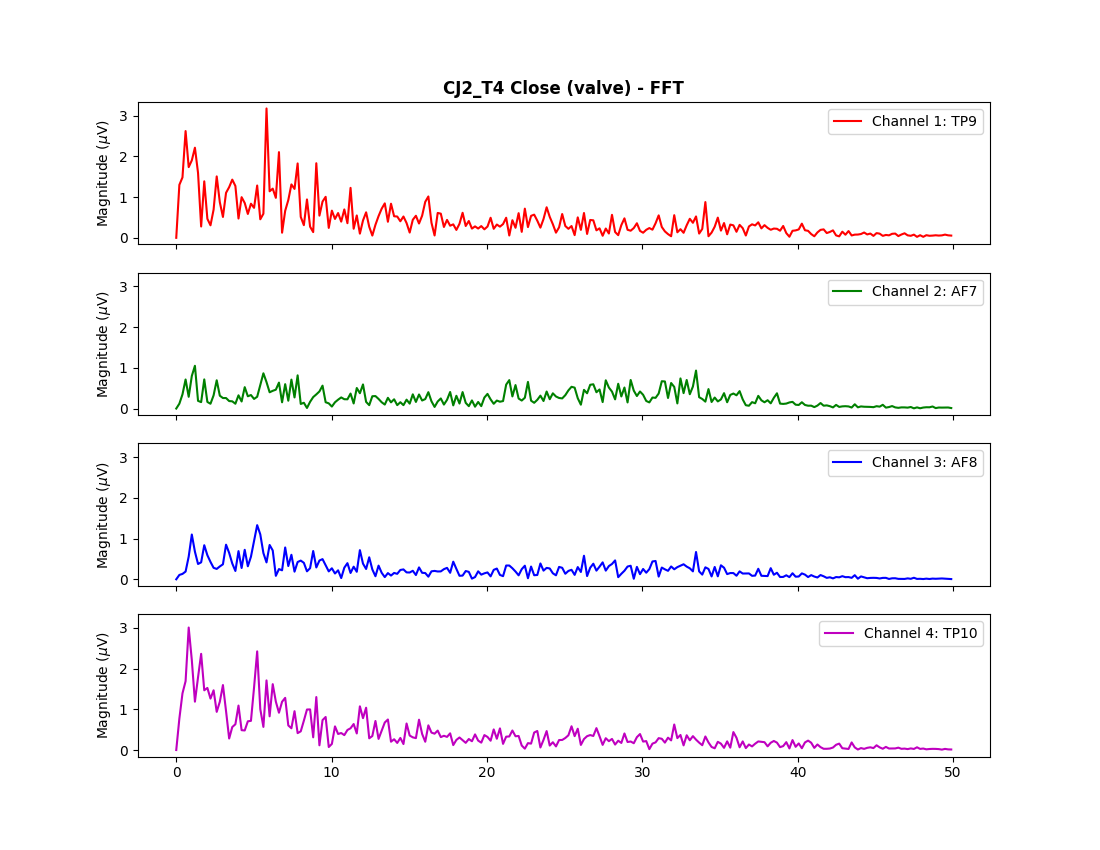 CJ2_T4 Close (valve) - FFT
Magnitude (μV)
3
2
1
0
Channel 1: TP9
Magnitude (μV)
3
2
1
0
Channel 2: AF7
Magnitude (μV)
3
2
1
0
Channel 3: AF8
Magnitude (μV)
3
2
1
0
Channel 4: TP10
0 10 20 30 40 50